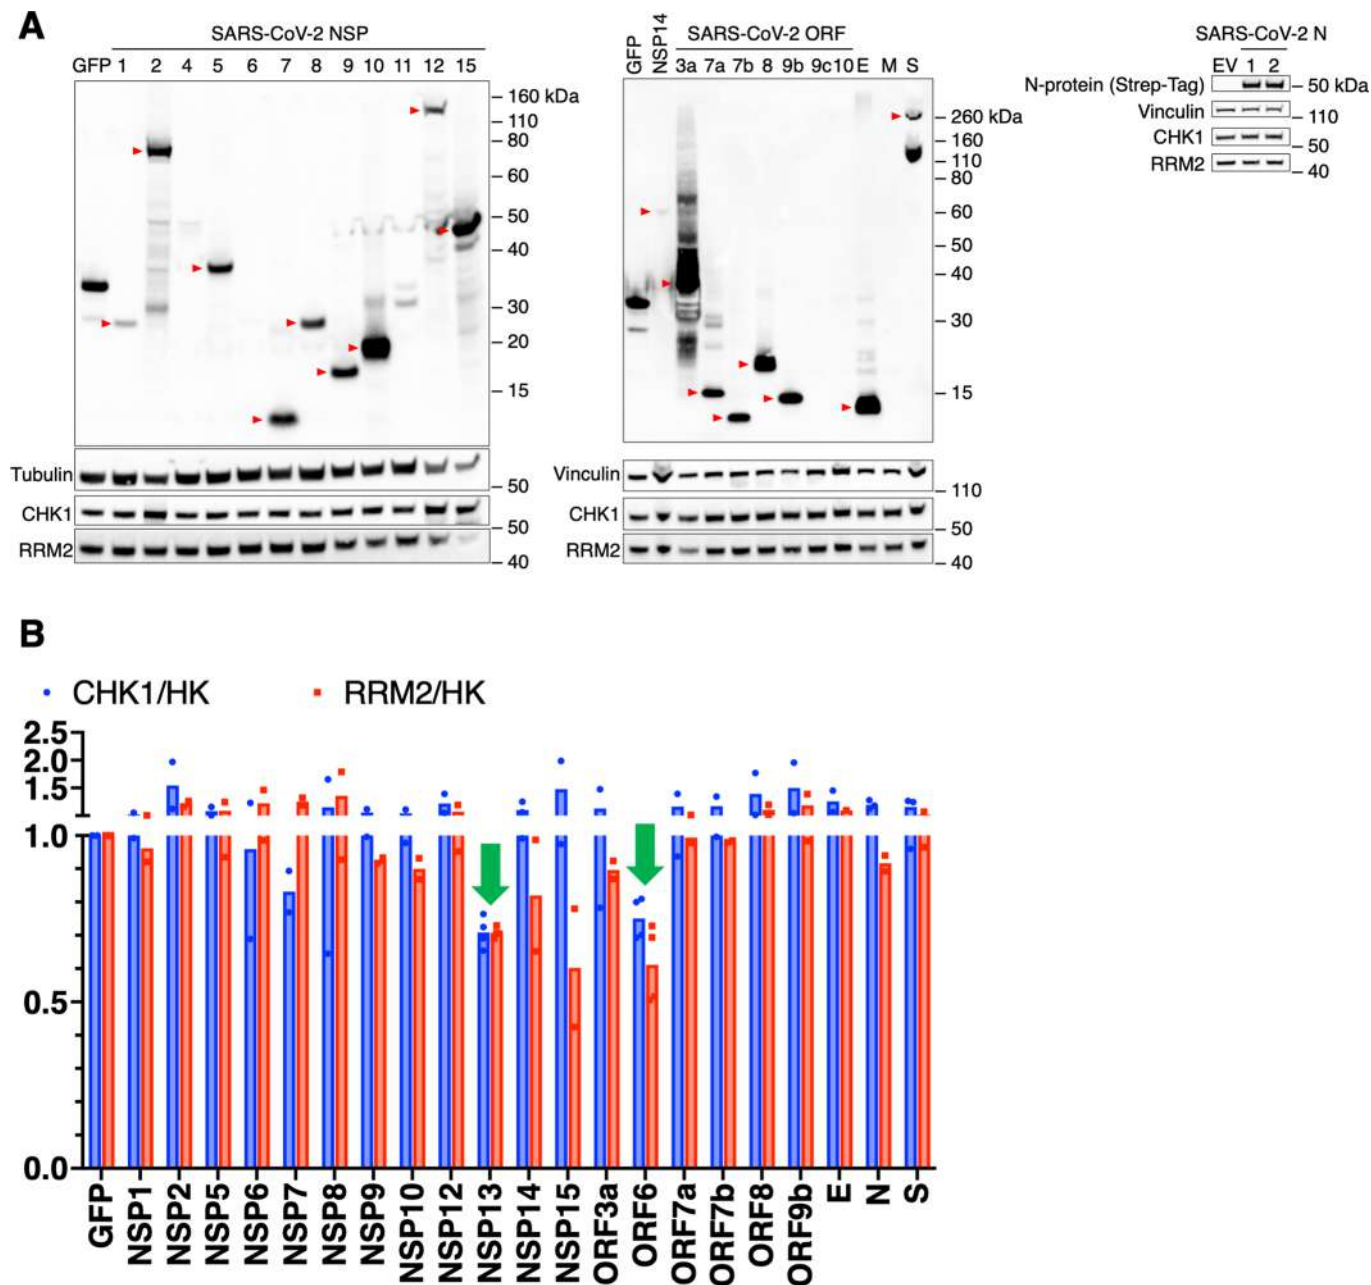 A
SARS-CoV-2 NSP
GFP 1 2 4 5 6 7 8 9 10 11 12 15
160 kDa
110
80
60
50
40
30
20
15
Tubulin
50
CHK1
50
RRM2
40
GFP
NSP14
SARS-CoV-2 ORF
3a 7a 7b 8 9b 9c 10 E M S
260 kDa
160
110
80
60
50
40
30
15
Vinculin
110
CHK1
50
RRM2
40
SARS-CoV-2 N
EV 1 2
N-protein (Strep-Tag) 50 kDa
Vinculin 110
CHK1 50
RRM2 40
B
CHK1/HK RRM2/HK
2.5
2.0
1.5
1.0
0.5
0.0
GFP
NSP1
NSP2
NSP5
NSP6
NSP7
NSP8
NSP9
NSP10
NSP12
NSP13
NSP14
NSP15
ORF3a
ORF6
ORF7a
ORF7b
ORF8
ORF9b
E
N
S